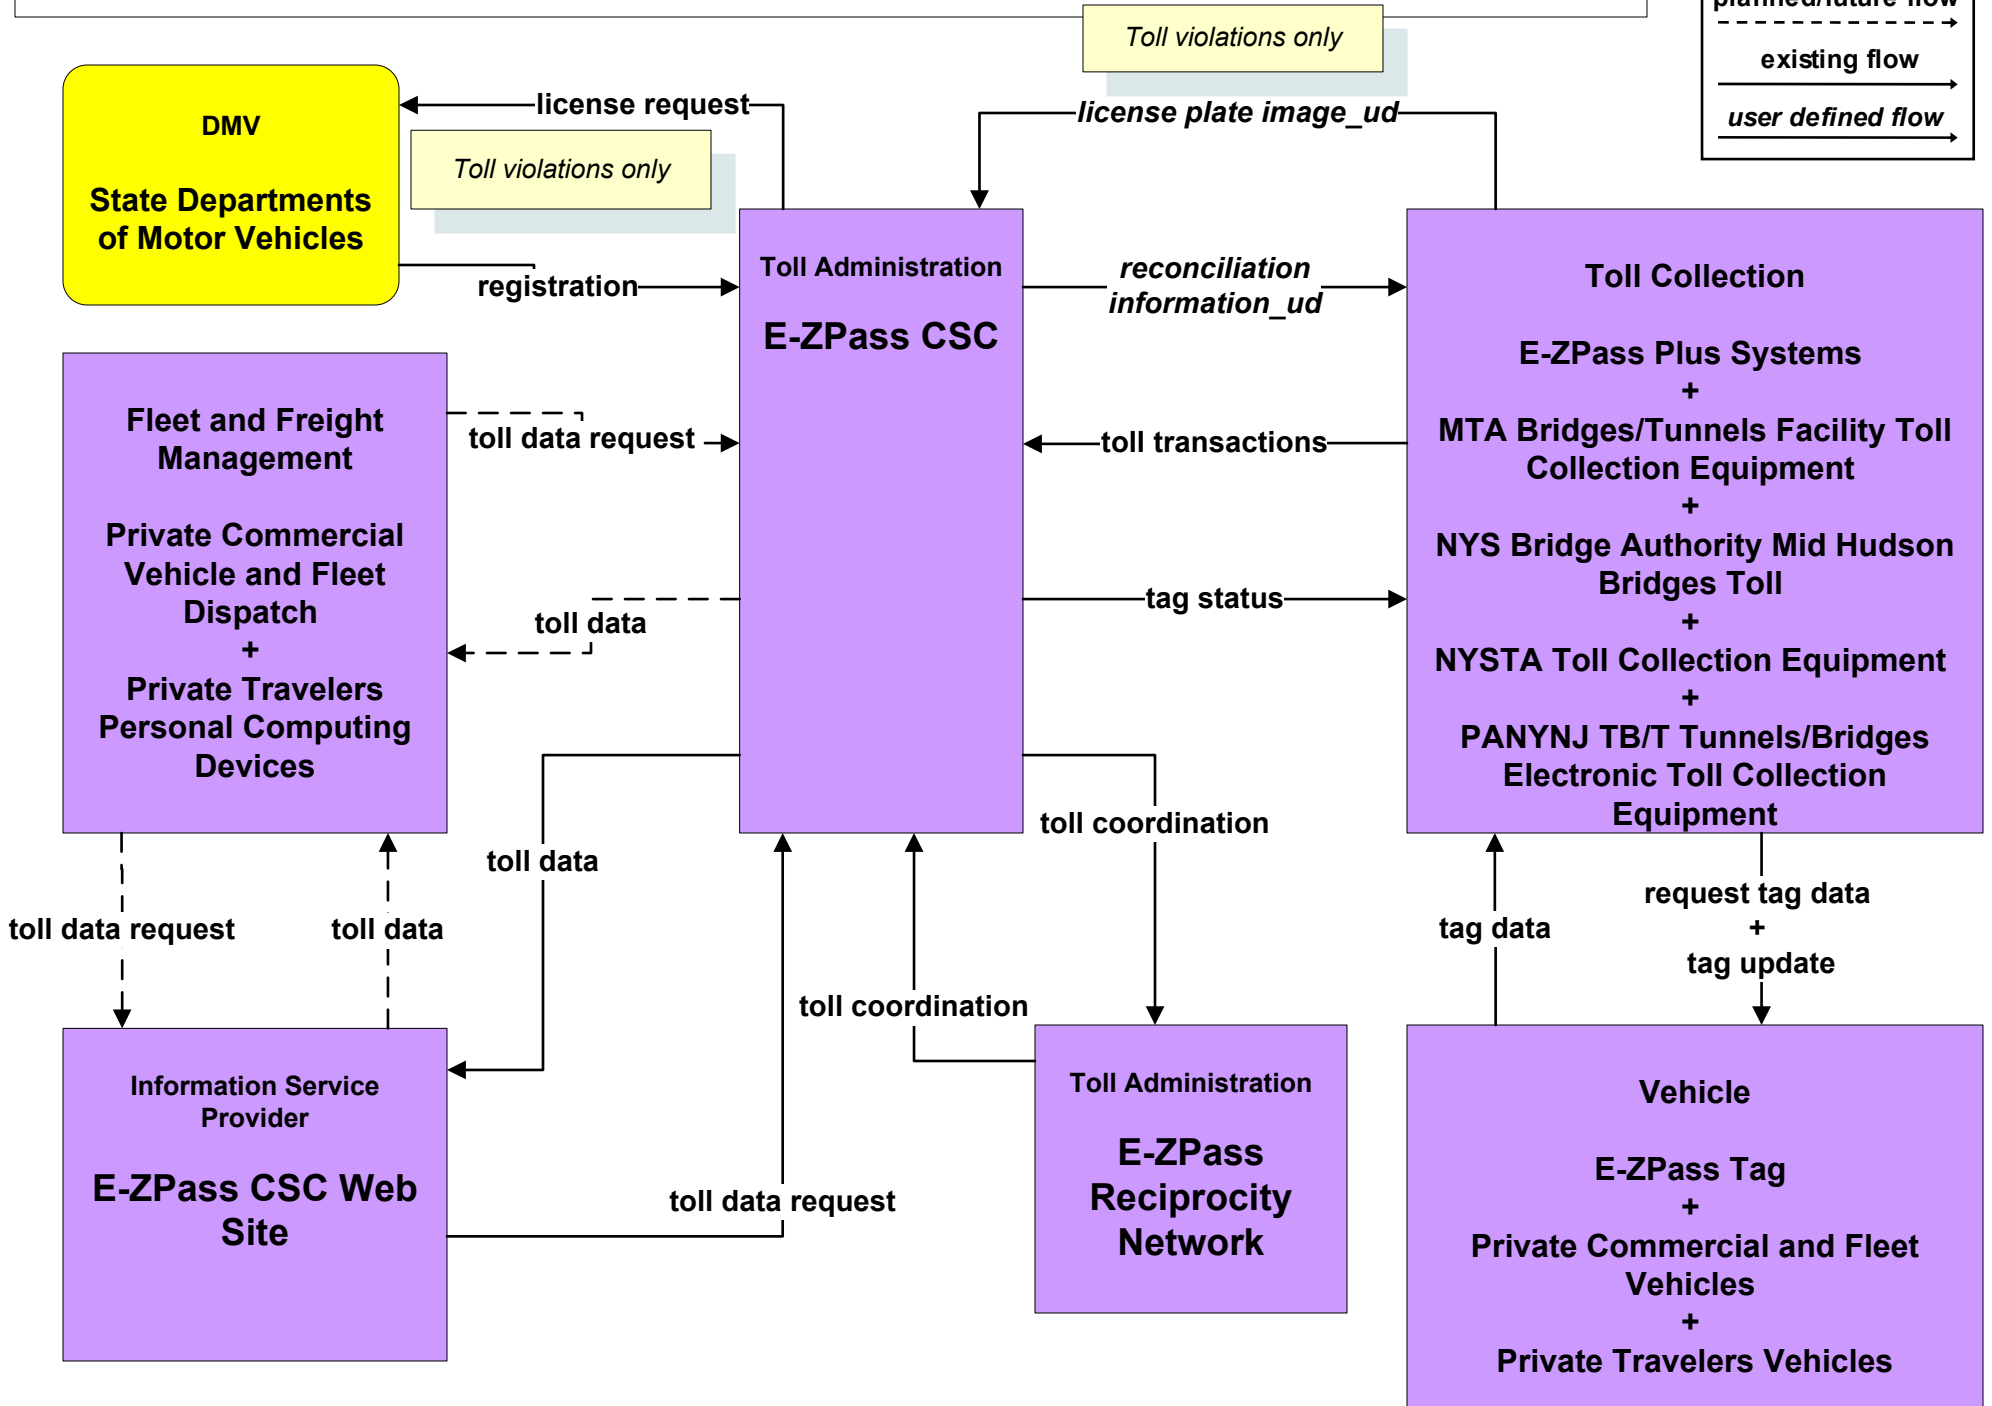 planned/future flow
existing flow
user defined flow
Toll violations only
license request
license plate image_ud
DMV
State Departments
of Motor Vehicles
Toll violations only
registration
Toll Administration
E-ZPass CSC
reconciliation
information_ud
Toll Collection
E-ZPass Plus Systems
+
MTA Bridges/Tunnels Facility Toll
Collection Equipment
+
NYS Bridge Authority Mid Hudson
Bridges Toll
+
NYSTA Toll Collection Equipment
+
PANYNJ TB/T Tunnels/Bridges
Electronic Toll Collection
Equipment
Fleet and Freight
Management
Private Commercial
Vehicle and Fleet
Dispatch
+
Private Travelers
Personal Computing
Devices
toll data request
toll transactions
tag status
toll data
toll coordination
toll data
toll data request
toll data
tag data
request tag data
+
tag update
toll coordination
Information Service
Provider
E-ZPass CSC Web
Site
toll data request
Toll Administration
E-ZPass
Reciprocity
Network
Vehicle
E-ZPass Tag
+
Private Commercial and Fleet
Vehicles
+
Private Travelers Vehicles